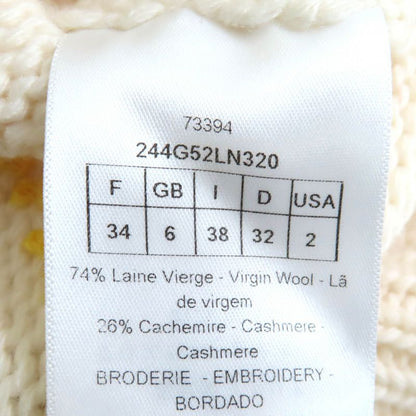 73394
244G52LN320
F GB I D USA
34 6 38 32 2
74% Laine Vierge - Virgin Wool - Lã
de virgem
26% Cachemire - Cashmere -
Cashmere
BRODERIE - EMBROIDERY -
BORDADO